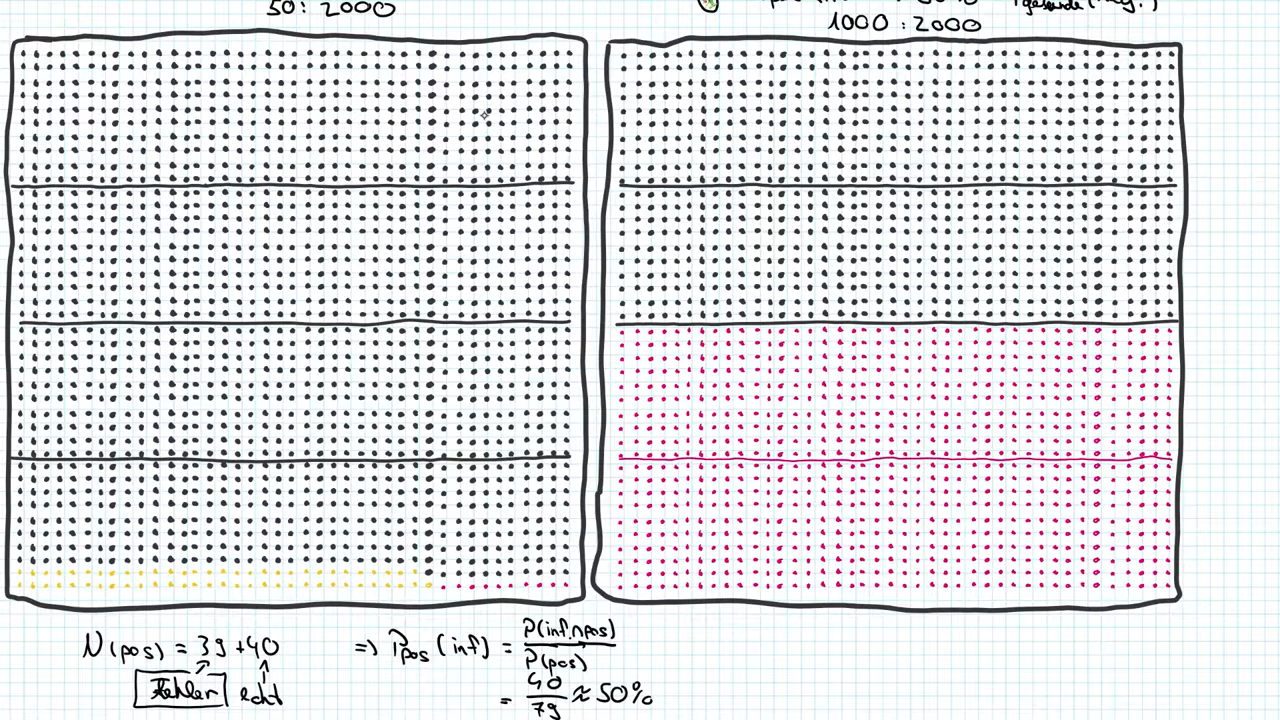 50 : 2000
1000 : 2000
N(pos) = 39 + 40
Fehler echt
=> P_pos(inf) = P(inf.∩pos) / P(pos)
= 40/79 ≈ 50%